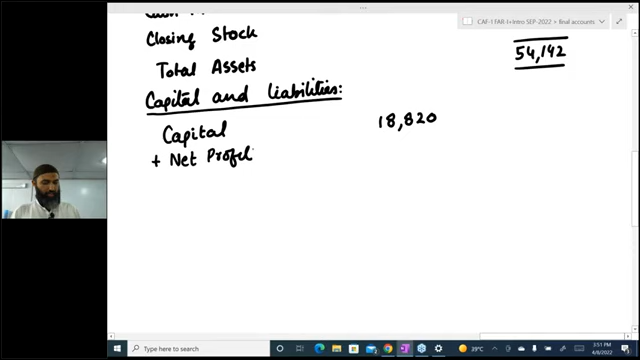 CAF-1 FAR-1+Intro SEP-2022 > final accounts
Closing Stock
54,142
Total Assets
Capital and Liabilities:
Capital 18,820
+ Net Profi
Type here to search
29°C
3:51 PM
4/8/2022